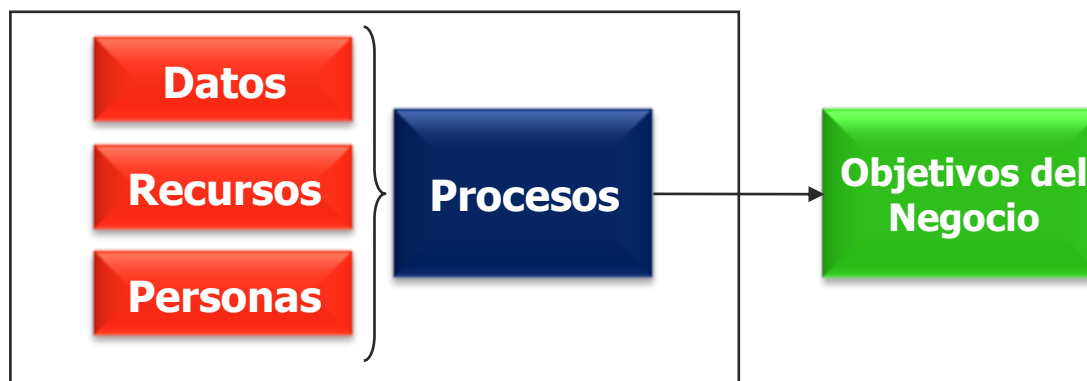 Datos
Recursos
Personas
Procesos
Objetivos del
Negocio